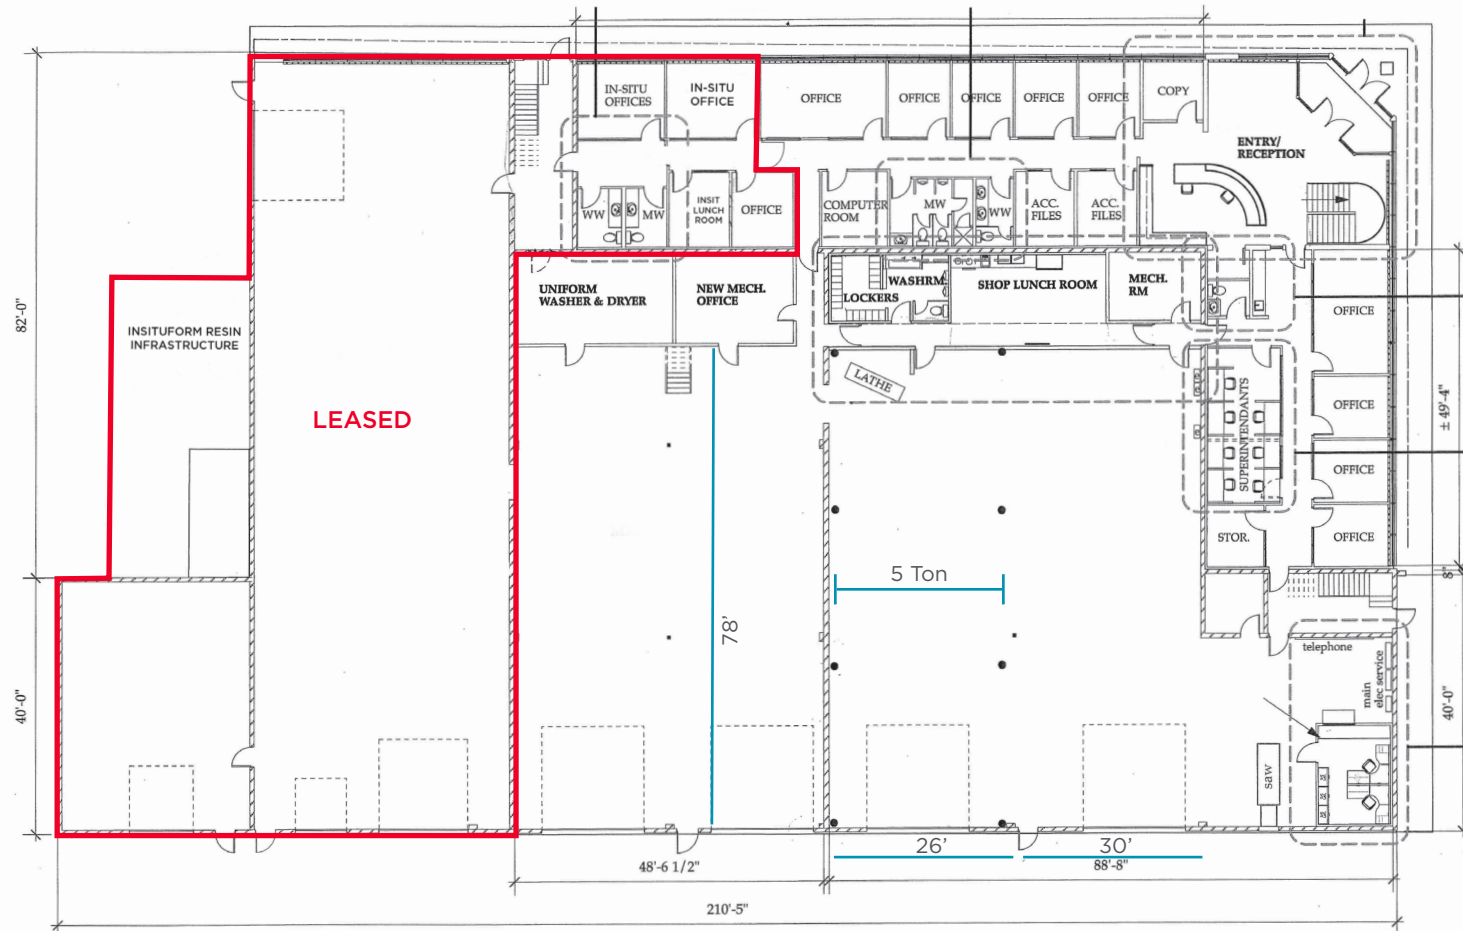 IN-SITU
OFFICES
IN-SITU
OFFICE
OFFICE
OFFICE
OFFICE
OFFICE
OFFICE
COPY
ENTRY/
RECEPTION
WW
MW
INSIT
LUNCH
ROOM
OFFICE
COMPUTER
ROOM
MW
WW
ACC.
FILES
ACC.
FILES
UNIFORM
WASHER & DRYER
NEW MECH.
OFFICE
LOCKERS
WASHRM.
SHOP LUNCH ROOM
MECH.
RM
OFFICE
82'-0"
INSITUFORM RESIN
INFRASTRUCTURE
LEASED
LATHE
SUPERINTENDANTS
OFFICE
± 49'-4"
OFFICE
STOR.
OFFICE
5 Ton
8"
78'
telephone
main
elec service
40'-0"
40'-0"
saw
26'
30'
48'-6 1/2"
88'-8"
210'-5"